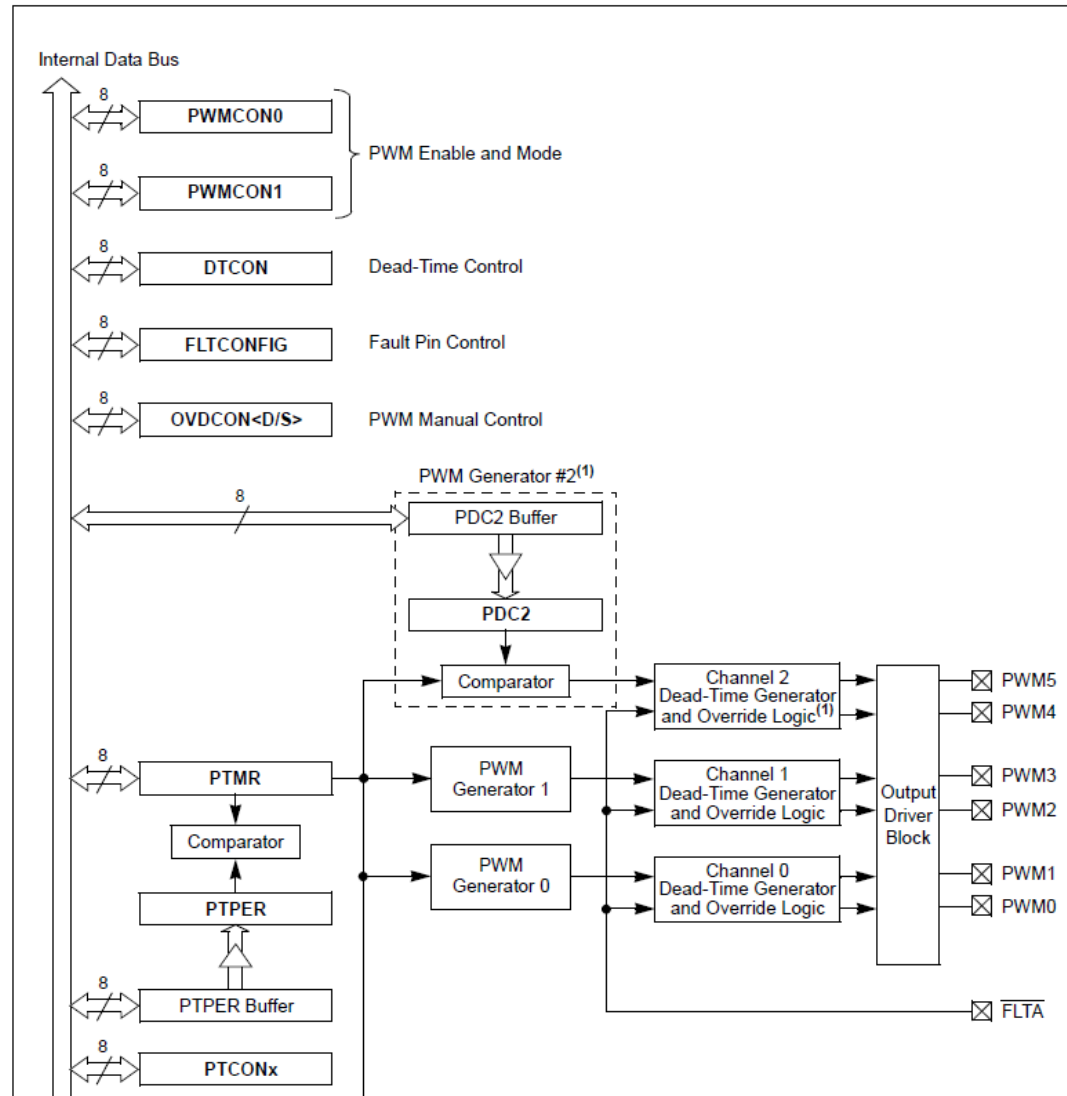 Internal Data Bus
8
PWMCON0
PWM Enable and Mode
8
PWMCON1
8
DTCON
Dead-Time Control
8
FLTCONFIG
Fault Pin Control
8
OVDCON<D/S>
PWM Manual Control
PWM Generator #2(1)
8
PDC2 Buffer
PDC2
Comparator
Channel 2
Dead-Time Generator
and Override Logic(1)
PWM5
PWM4
8
PTMR
PWM
Generator 1
Channel 1
Dead-Time Generator
and Override Logic
Output
Driver
Block
PWM3
PWM2
Comparator
PWM
Generator 0
Channel 0
Dead-Time Generator
and Override Logic
PWM1
PWM0
PTPER
8
PTPER Buffer
FLTA
8
PTCONx